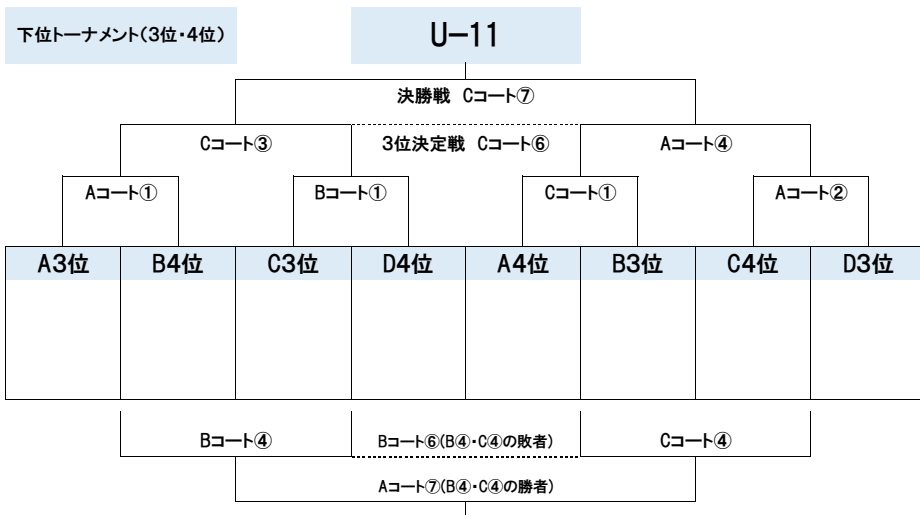 下位トーナメント(3位・4位)
U-11
決勝戦 Cコート⑦
Cコート③
3位決定戦 Cコート⑥
Aコート④
Aコート①
Bコート①
Cコート①
Aコート②
A3位
B4位
C3位
D4位
A4位
B3位
C4位
D3位
Bコート④
Bコート⑥(B④・C④の敗者)
Cコート④
Aコート⑦(B④・C④の勝者)